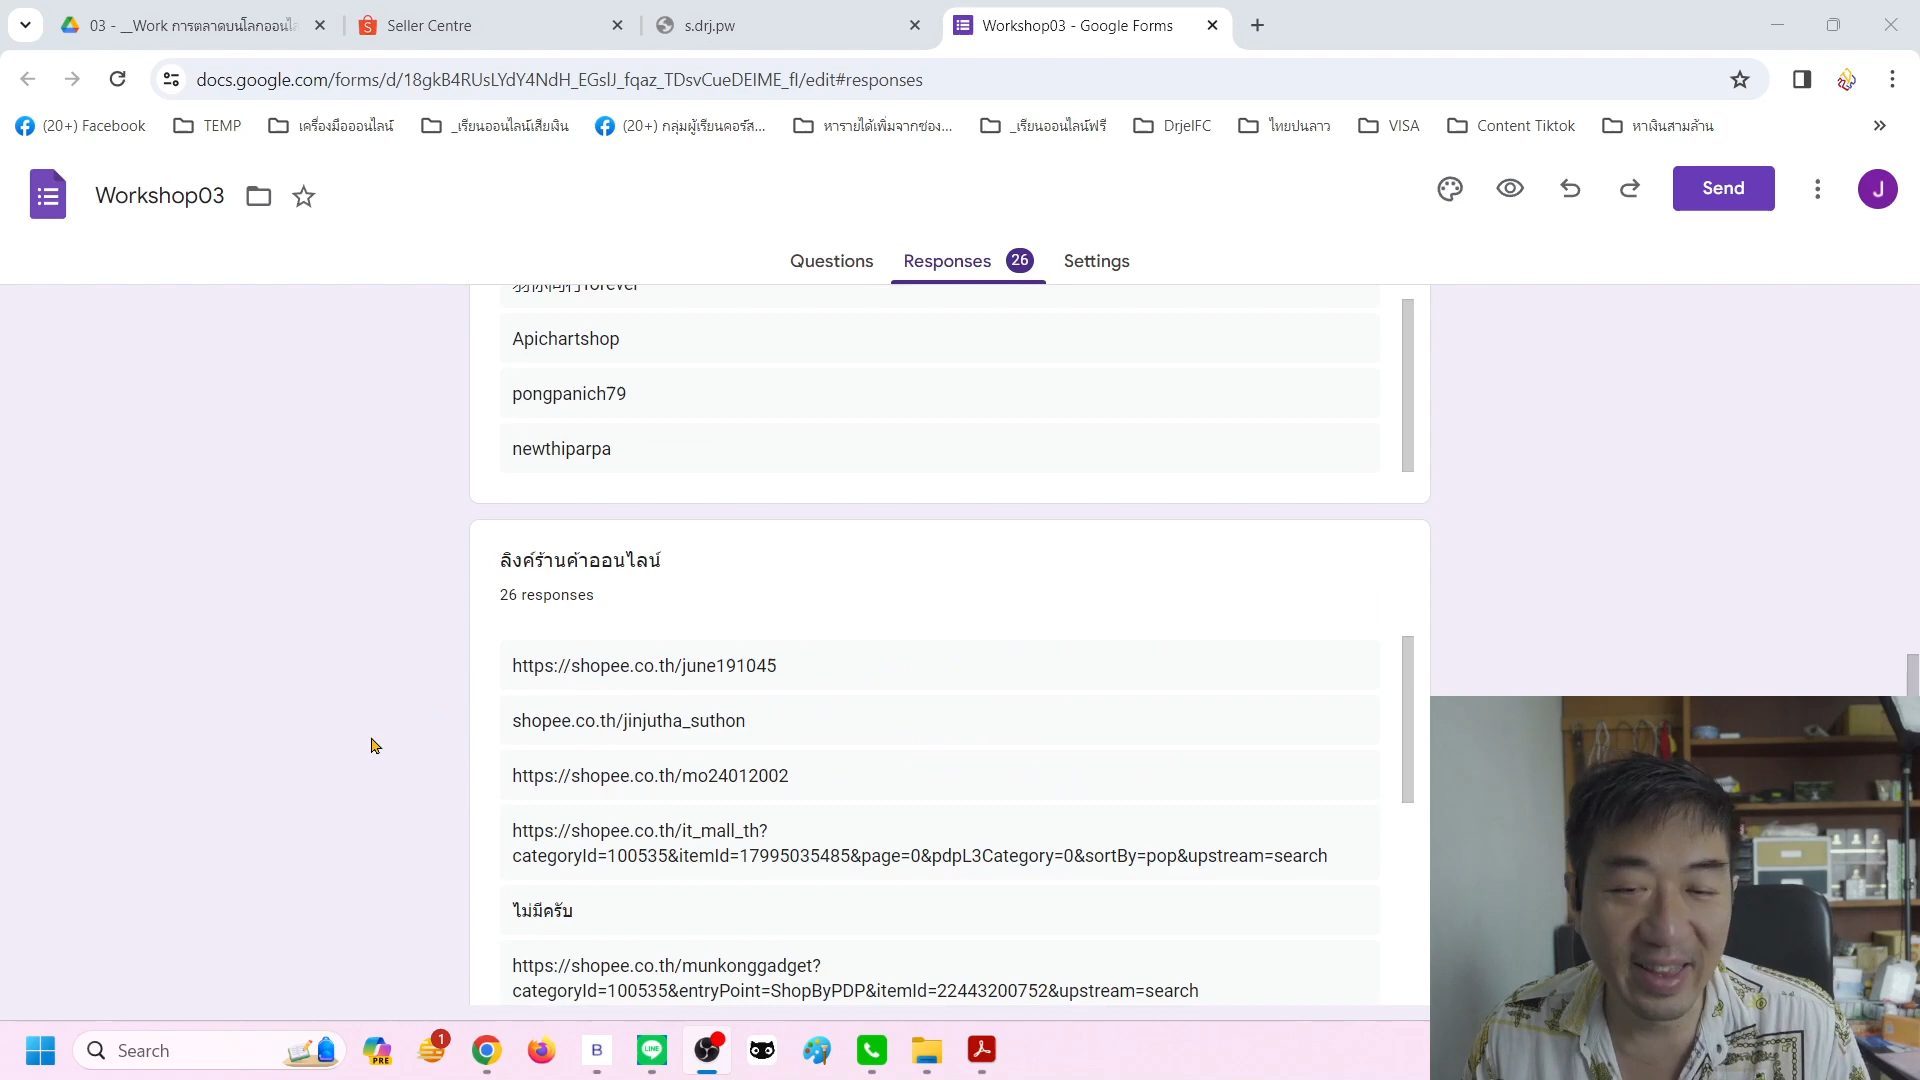 03 - __Work การตลาดบนโลกออนไล
Seller Centre
s.drj.pw
Workshop03 - Google Forms
docs.google.com/forms/d/18gkB4RUsLYdY4NdH_EGslJ_fqaz_TDsvCueDEIME_fI/edit#responses
(20+) Facebook
TEMP
เครื่องมือออนไลน์
_เรียนออนไลน์เสียเงิน
(20+) กลุ่มผู้เรียนคอร์ส...
หารายได้เพิ่มจากช่อง...
_เรียนออนไลน์ฟรี
DrjelFC
ไทยปนลาว
VISA
Content Tiktok
หาเงินสามล้าน
Workshop03
Send
J
Questions
Responses 26
Settings
forever
Apichartshop
pongpanich79
newthiparpa
ลิงค์ร้านค้าออนไลน์
26 responses
https://shopee.co.th/june191045
shopee.co.th/jinjutha_suthon
https://shopee.co.th/mo24012002
https://shopee.co.th/it_mall_th?
categoryId=100535&itemId=17995035485&page=0&pdpL3Category=0&sortBy=pop&upstream=search
ไม่มีครับ
https://shopee.co.th/munkonggadget?
categoryId=100535&entryPoint=ShopByPDP&itemId=22443200752&upstream=search
Search
PRE
1
B
LINE